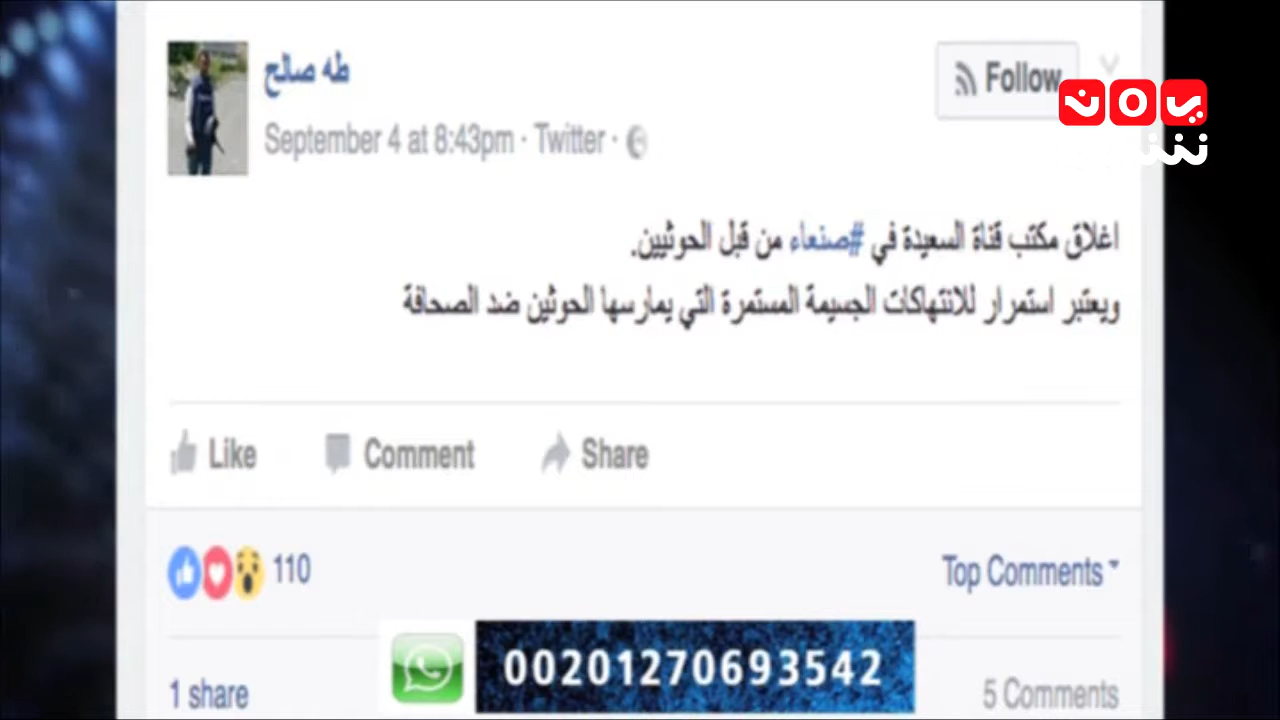 طه صالح
Follow
September 4 at 8:43pm · Twitter ·
اغلاق مكتب قناة السعيدة في #صنعاء من قبل الحوثيين.
ويعتبر استمرار للانتهاكات الجسيمة المستمرة التي يمارسها الحوثين ضد الصحافة
Like Comment Share
110
Top Comments
00201270693542
1 share
5 Comments